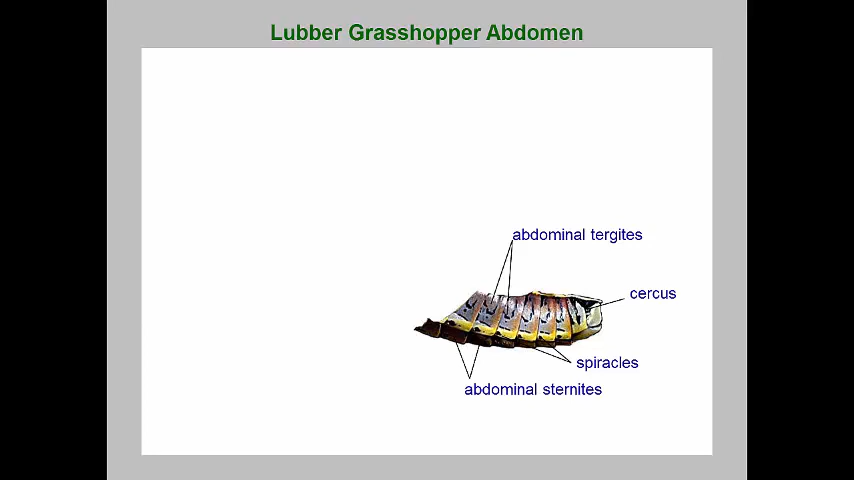 Lubber Grasshopper Abdomen
abdominal tergites
cercus
spiracles
abdominal sternites